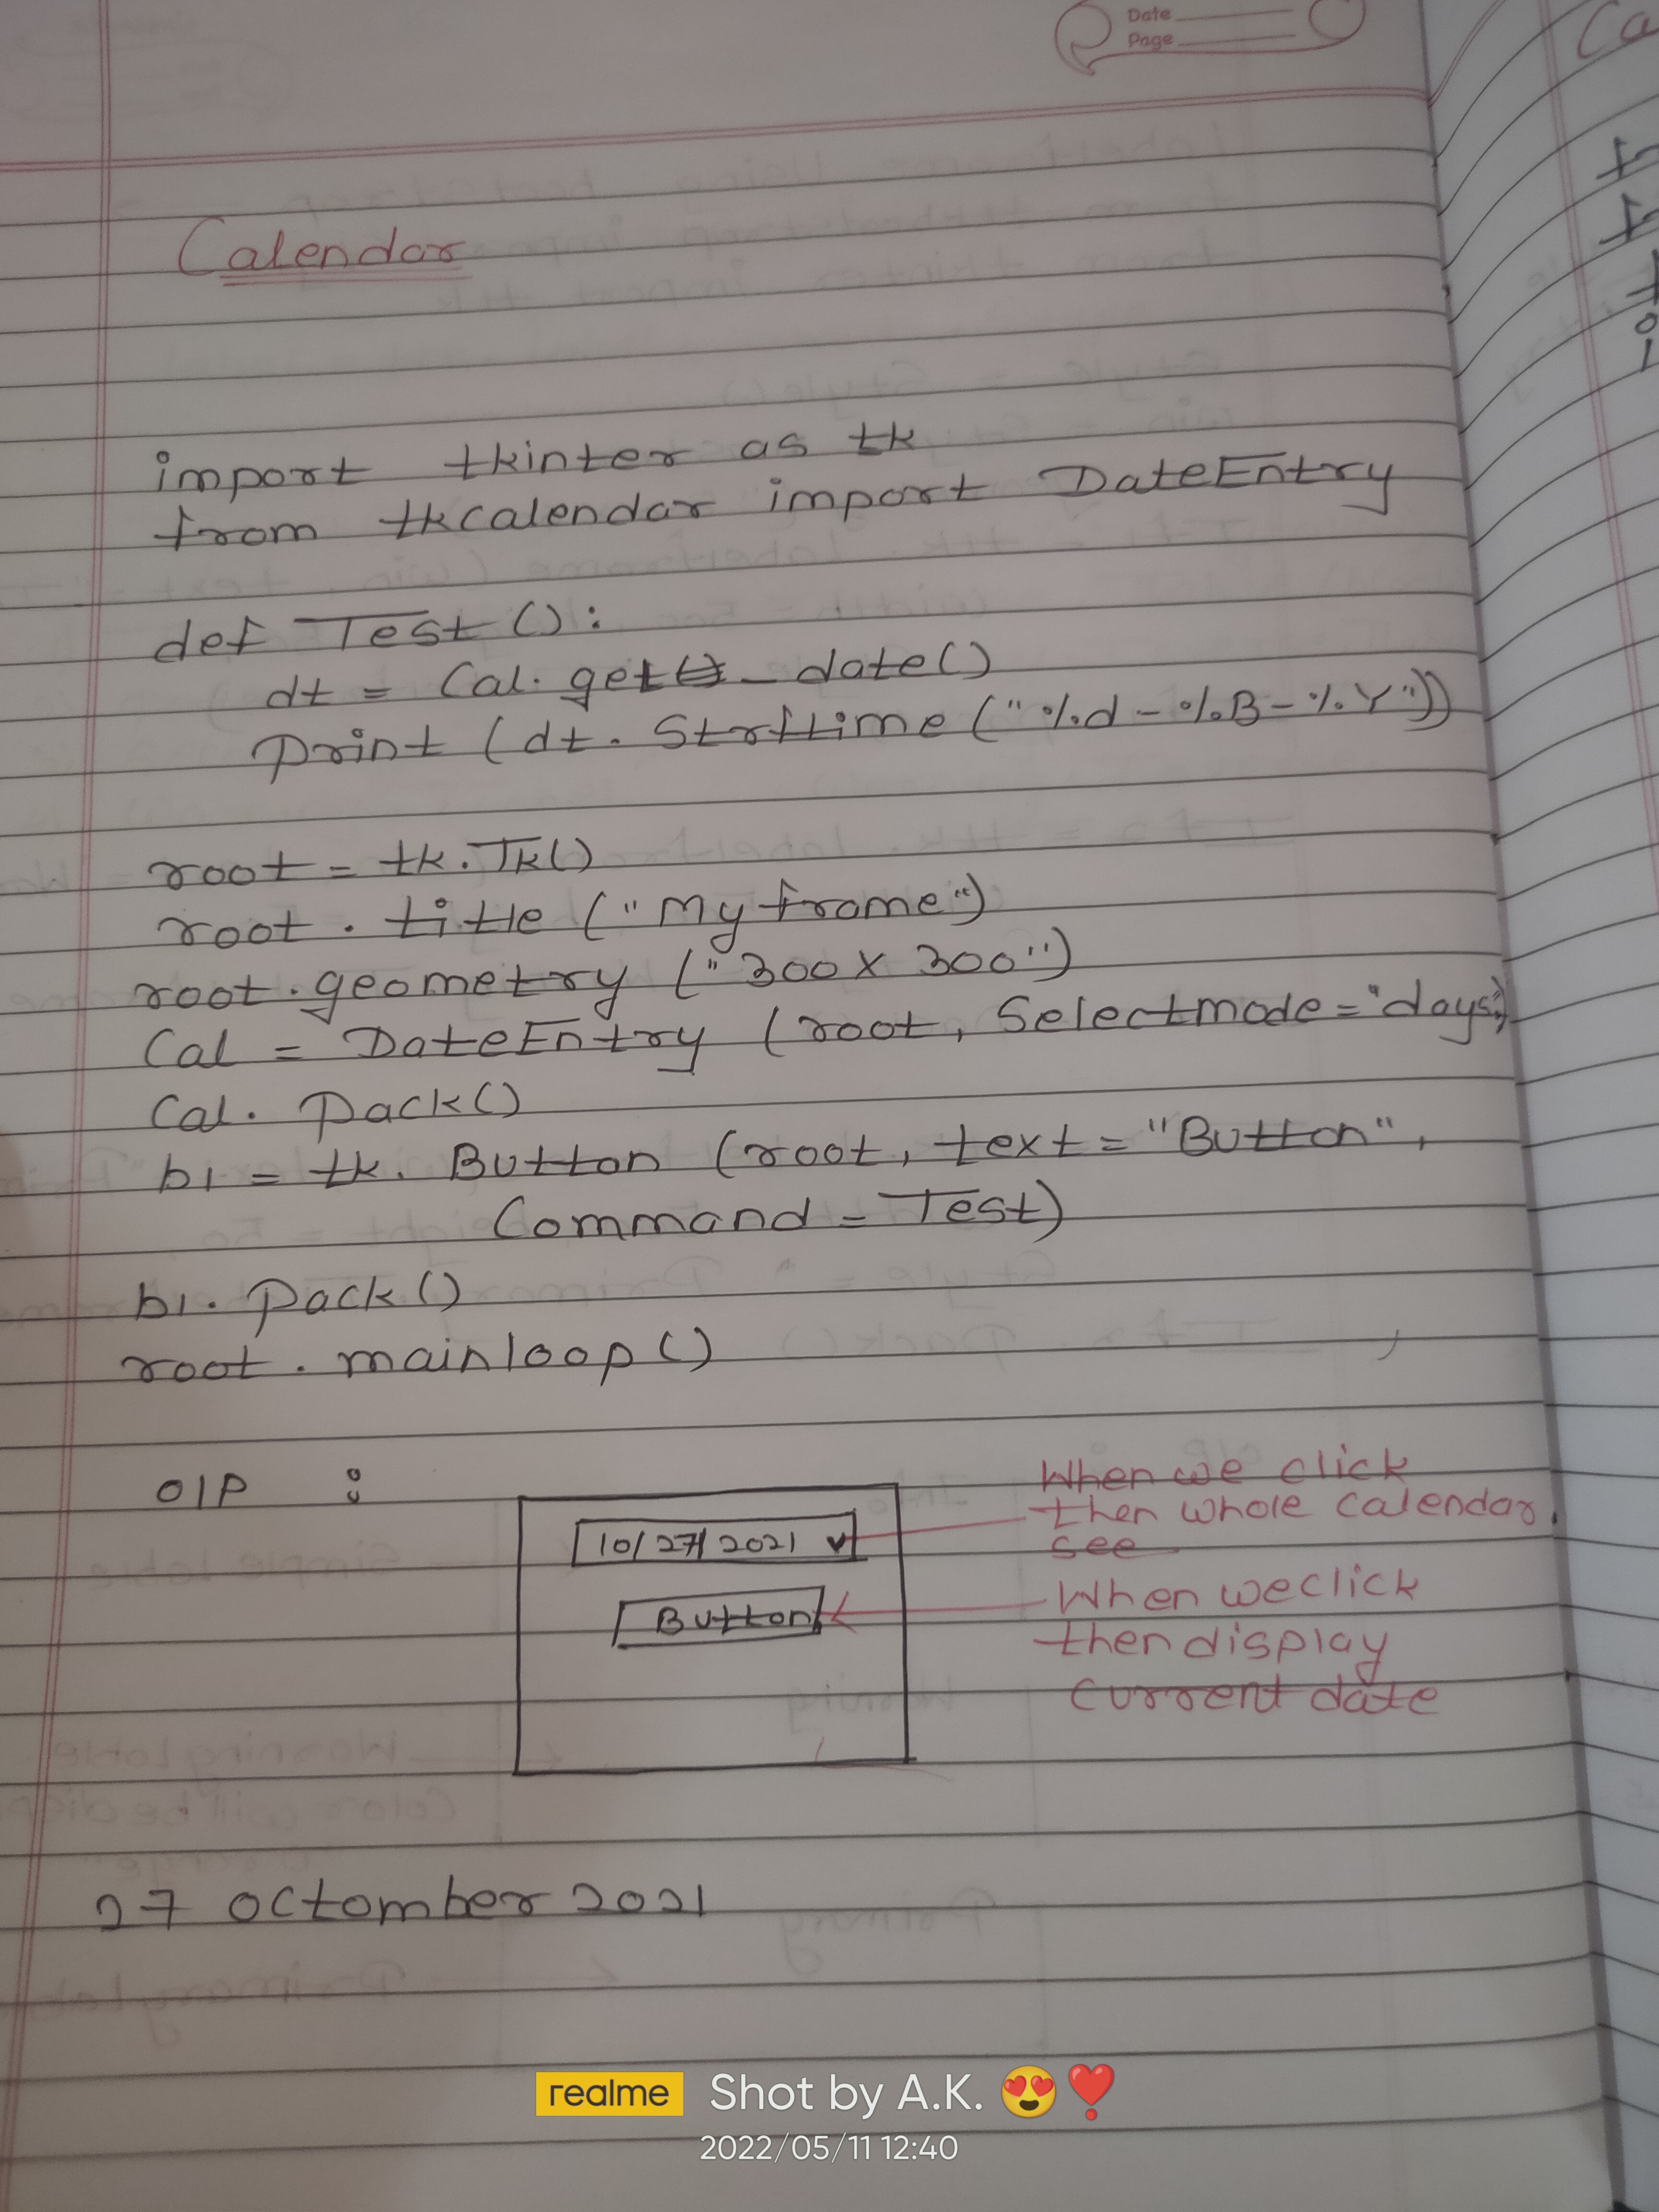 Date
Page
Calendar
import tkinter as tk
from tkcalendar import DateEntry
def Test ():
dt = Cal. get_date()
Print (dt. Strftime ("%d-%B-%Y"))
root = tk.Tk()
root. title ("My frame")
root.geometry ("300x300")
Cal = DateEntry (root, Selectmode="days")
Cal. Pack()
b1 = tk. Button (root, text="Button",
Command = Test)
b1. Pack()
root. mainloop()
O/P :
10/27/2021
Button
When we click
then whole calendar
see
When we click
then display
current date
27 octomber 2021
realme Shot by A.K. 😍❣️
2022/05/11 12:40